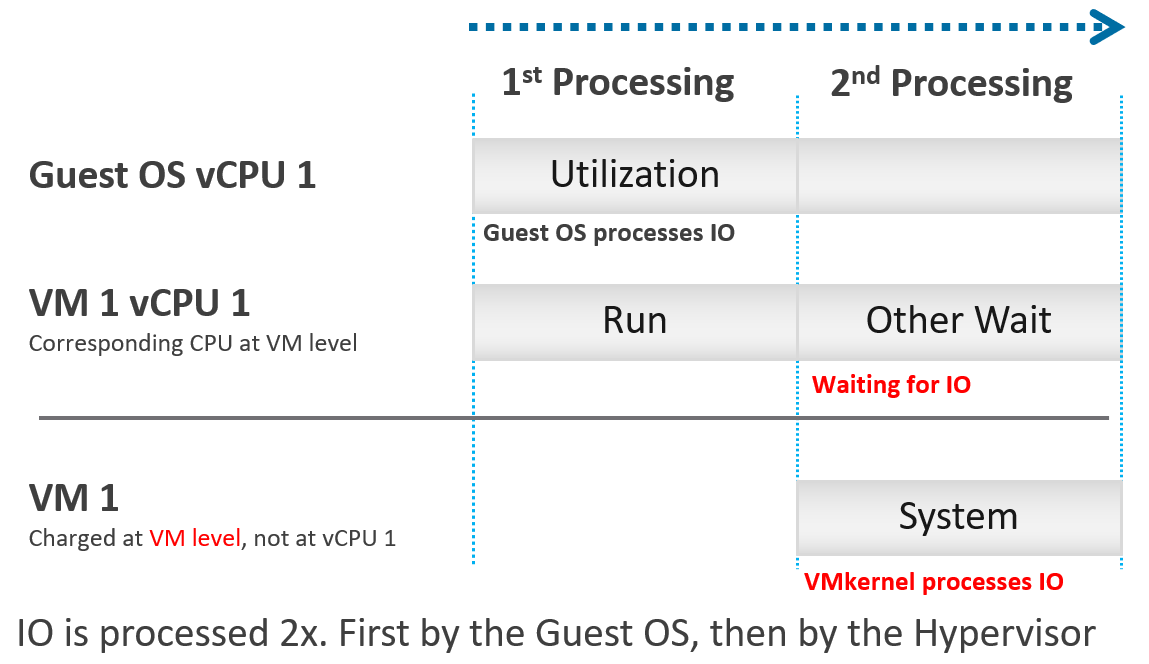 1st Processing
2nd Processing
Guest OS vCPU 1
Utilization
Guest OS processes IO
VM 1 vCPU 1
Corresponding CPU at VM level
Run
Other Wait
Waiting for IO
VM 1
Charged at VM level, not at vCPU 1
System
VMkernel processes IO
IO is processed 2x. First by the Guest OS, then by the Hypervisor